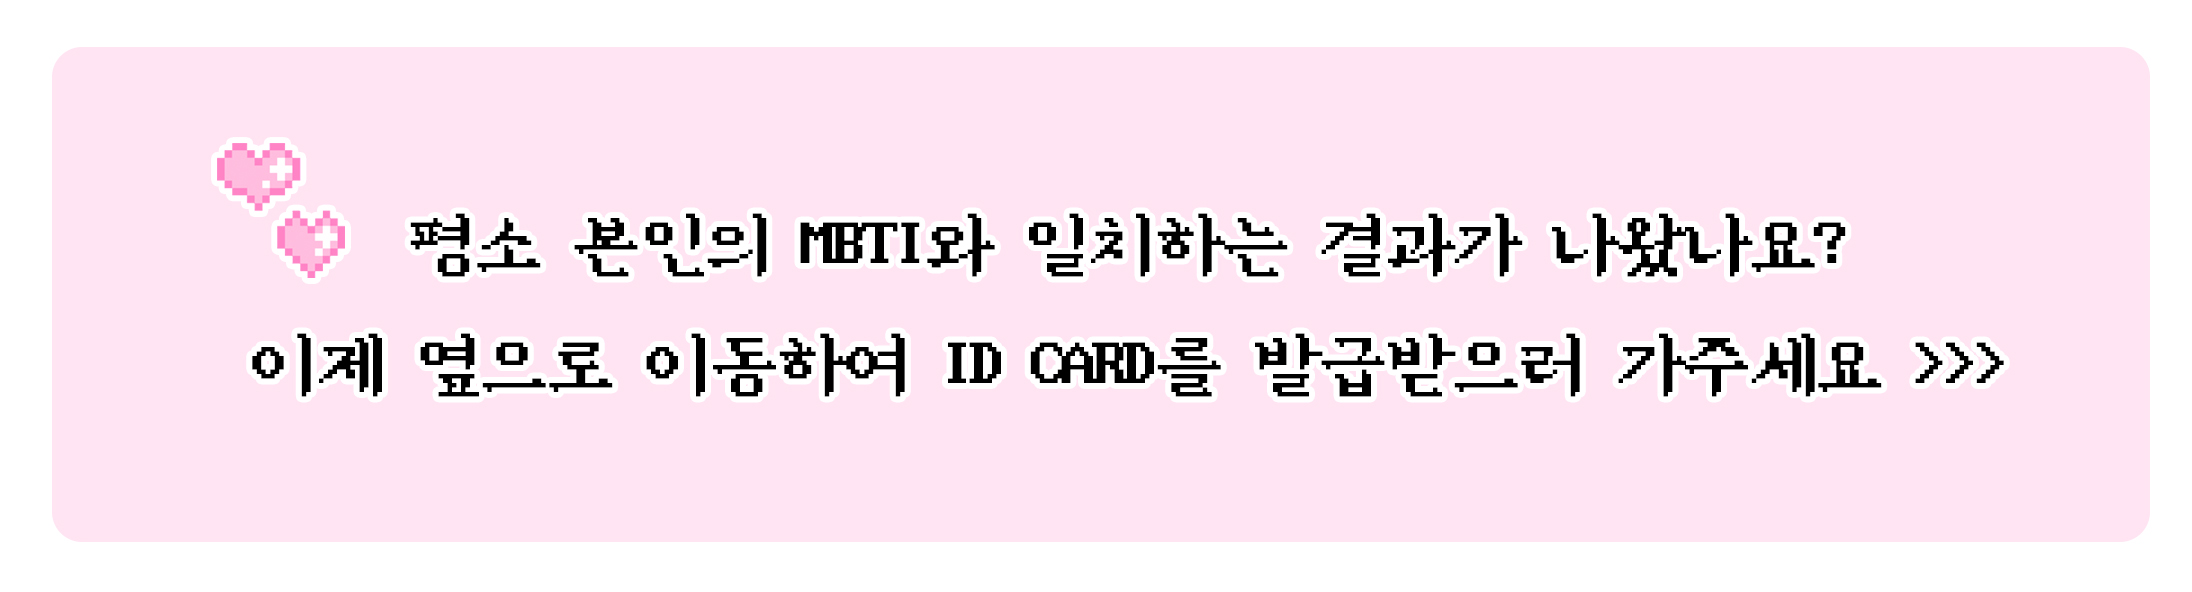 평소 본인의 MBTI와 일치하는 결과가 나왔나요?
이제 옆으로 이동하여 ID CARD를 발급받으러 가주세요 >>>